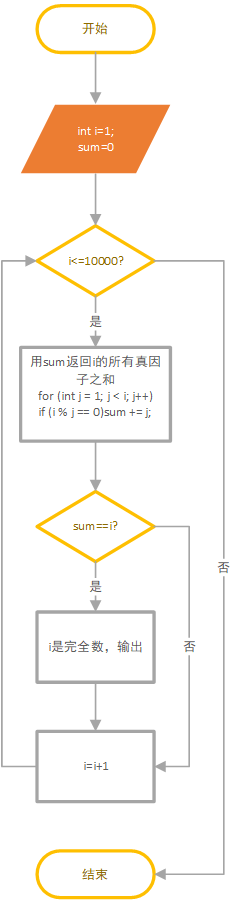 开始
int i=1;
sum=0
i<=10000?
是
用sum返回i的所有真因
子之和
for (int j = 1; j < i; j++)
if (i % j == 0)sum += j;
sum==i?
否
是
i是完全数，输出
否
i=i+1
结束